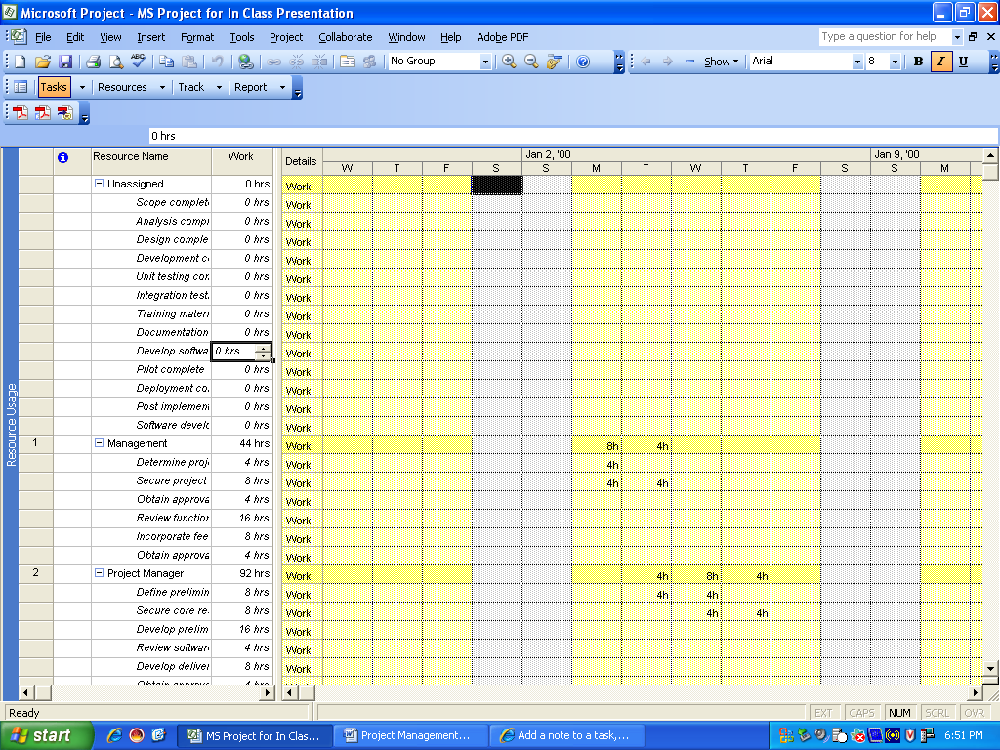 Microsoft Project - MS Project for In Class Presentation
File Edit View Insert Format Tools Project Collaborate Window Help Adobe PDF Type a question for help
No Group Show Arial 8 B I U
Tasks Resources Track Report
0 hrs
Resource Name Work Details Jan 2, '00 Jan 9, '00
W T F S S M T W T F S S M
Unassigned 0 hrs Work
Scope complet 0 hrs Work
Analysis comp 0 hrs Work
Design comple 0 hrs Work
Development c 0 hrs Work
Unit testing cor 0 hrs Work
Integration test 0 hrs Work
Training materi 0 hrs Work
Documentation 0 hrs Work
Develop softwa 0 hrs Work
Pilot complete 0 hrs Work
Deployment co 0 hrs Work
Post implemen 0 hrs Work
Software develo 0 hrs Work
1 Management 44 hrs Work 8h 4h
Determine proj 4 hrs Work 4h
Secure project 8 hrs Work 4h 4h
Obtain approva 4 hrs Work
Review function 16 hrs Work
Incorporate fee 8 hrs Work
Obtain approva 4 hrs Work
2 Project Manager 92 hrs Work 4h 8h 4h
Define prelimin 8 hrs Work 4h 4h
Secure core re 8 hrs Work 4h 4h
Develop prelim 16 hrs Work
Review softwar 4 hrs Work
Develop deliver 8 hrs Work
Resource Usage
Ready EXT CAPS NUM SCRL OVR
start MS Project for In Clas... Project Management... Add a note to a task,... 6:51 PM